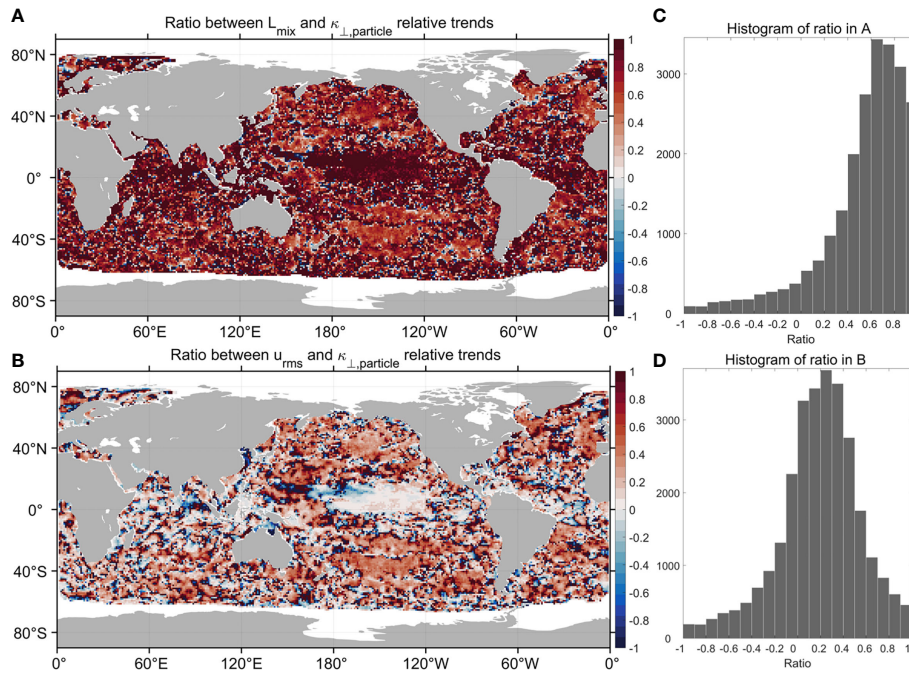 A
Ratio between L_mix and κ_⊥,particle relative trends
80°N
40°N
0°
40°S
80°S
0° 60°E 120°E 180° 120°W 60°W 0°
1
0.8
0.6
0.4
0.2
0
-0.2
-0.4
-0.6
-0.8
-1
C
Histogram of ratio in A
3000
2000
1000
0
-1 -0.8 -0.6 -0.4 -0.2 0 0.2 0.4 0.6 0.8 1
Ratio
B
Ratio between u_rms and κ_⊥,particle relative trends
80°N
40°N
0°
40°S
80°S
0° 60°E 120°E 180° 120°W 60°W 0°
1
0.8
0.6
0.4
0.2
0
-0.2
-0.4
-0.6
-0.8
-1
D
Histogram of ratio in B
3000
2000
1000
0
-1 -0.8 -0.6 -0.4 -0.2 0 0.2 0.4 0.6 0.8 1
Ratio